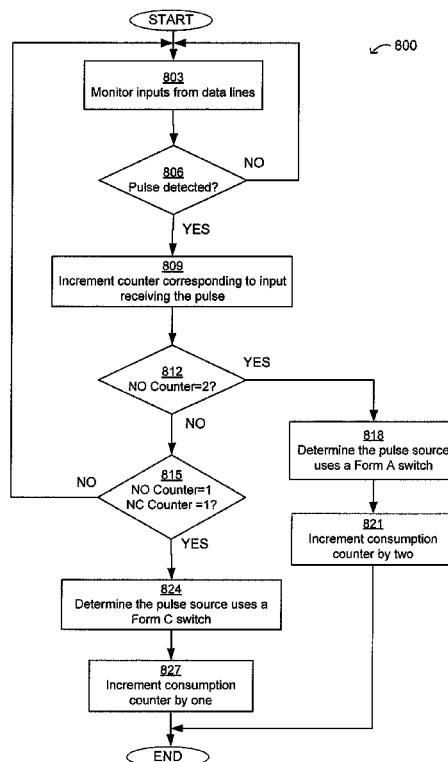 START
800
803
Monitor inputs from data lines
806
Pulse detected?
NO
YES
809
Increment counter corresponding to input
receiving the pulse
812
NO Counter=2?
YES
NO
818
Determine the pulse source
uses a Form A switch
815
NO Counter=1
NC Counter =1?
NO
YES
821
Increment consumption
counter by two
824
Determine the pulse source uses a
Form C switch
827
Increment consumption
counter by one
END